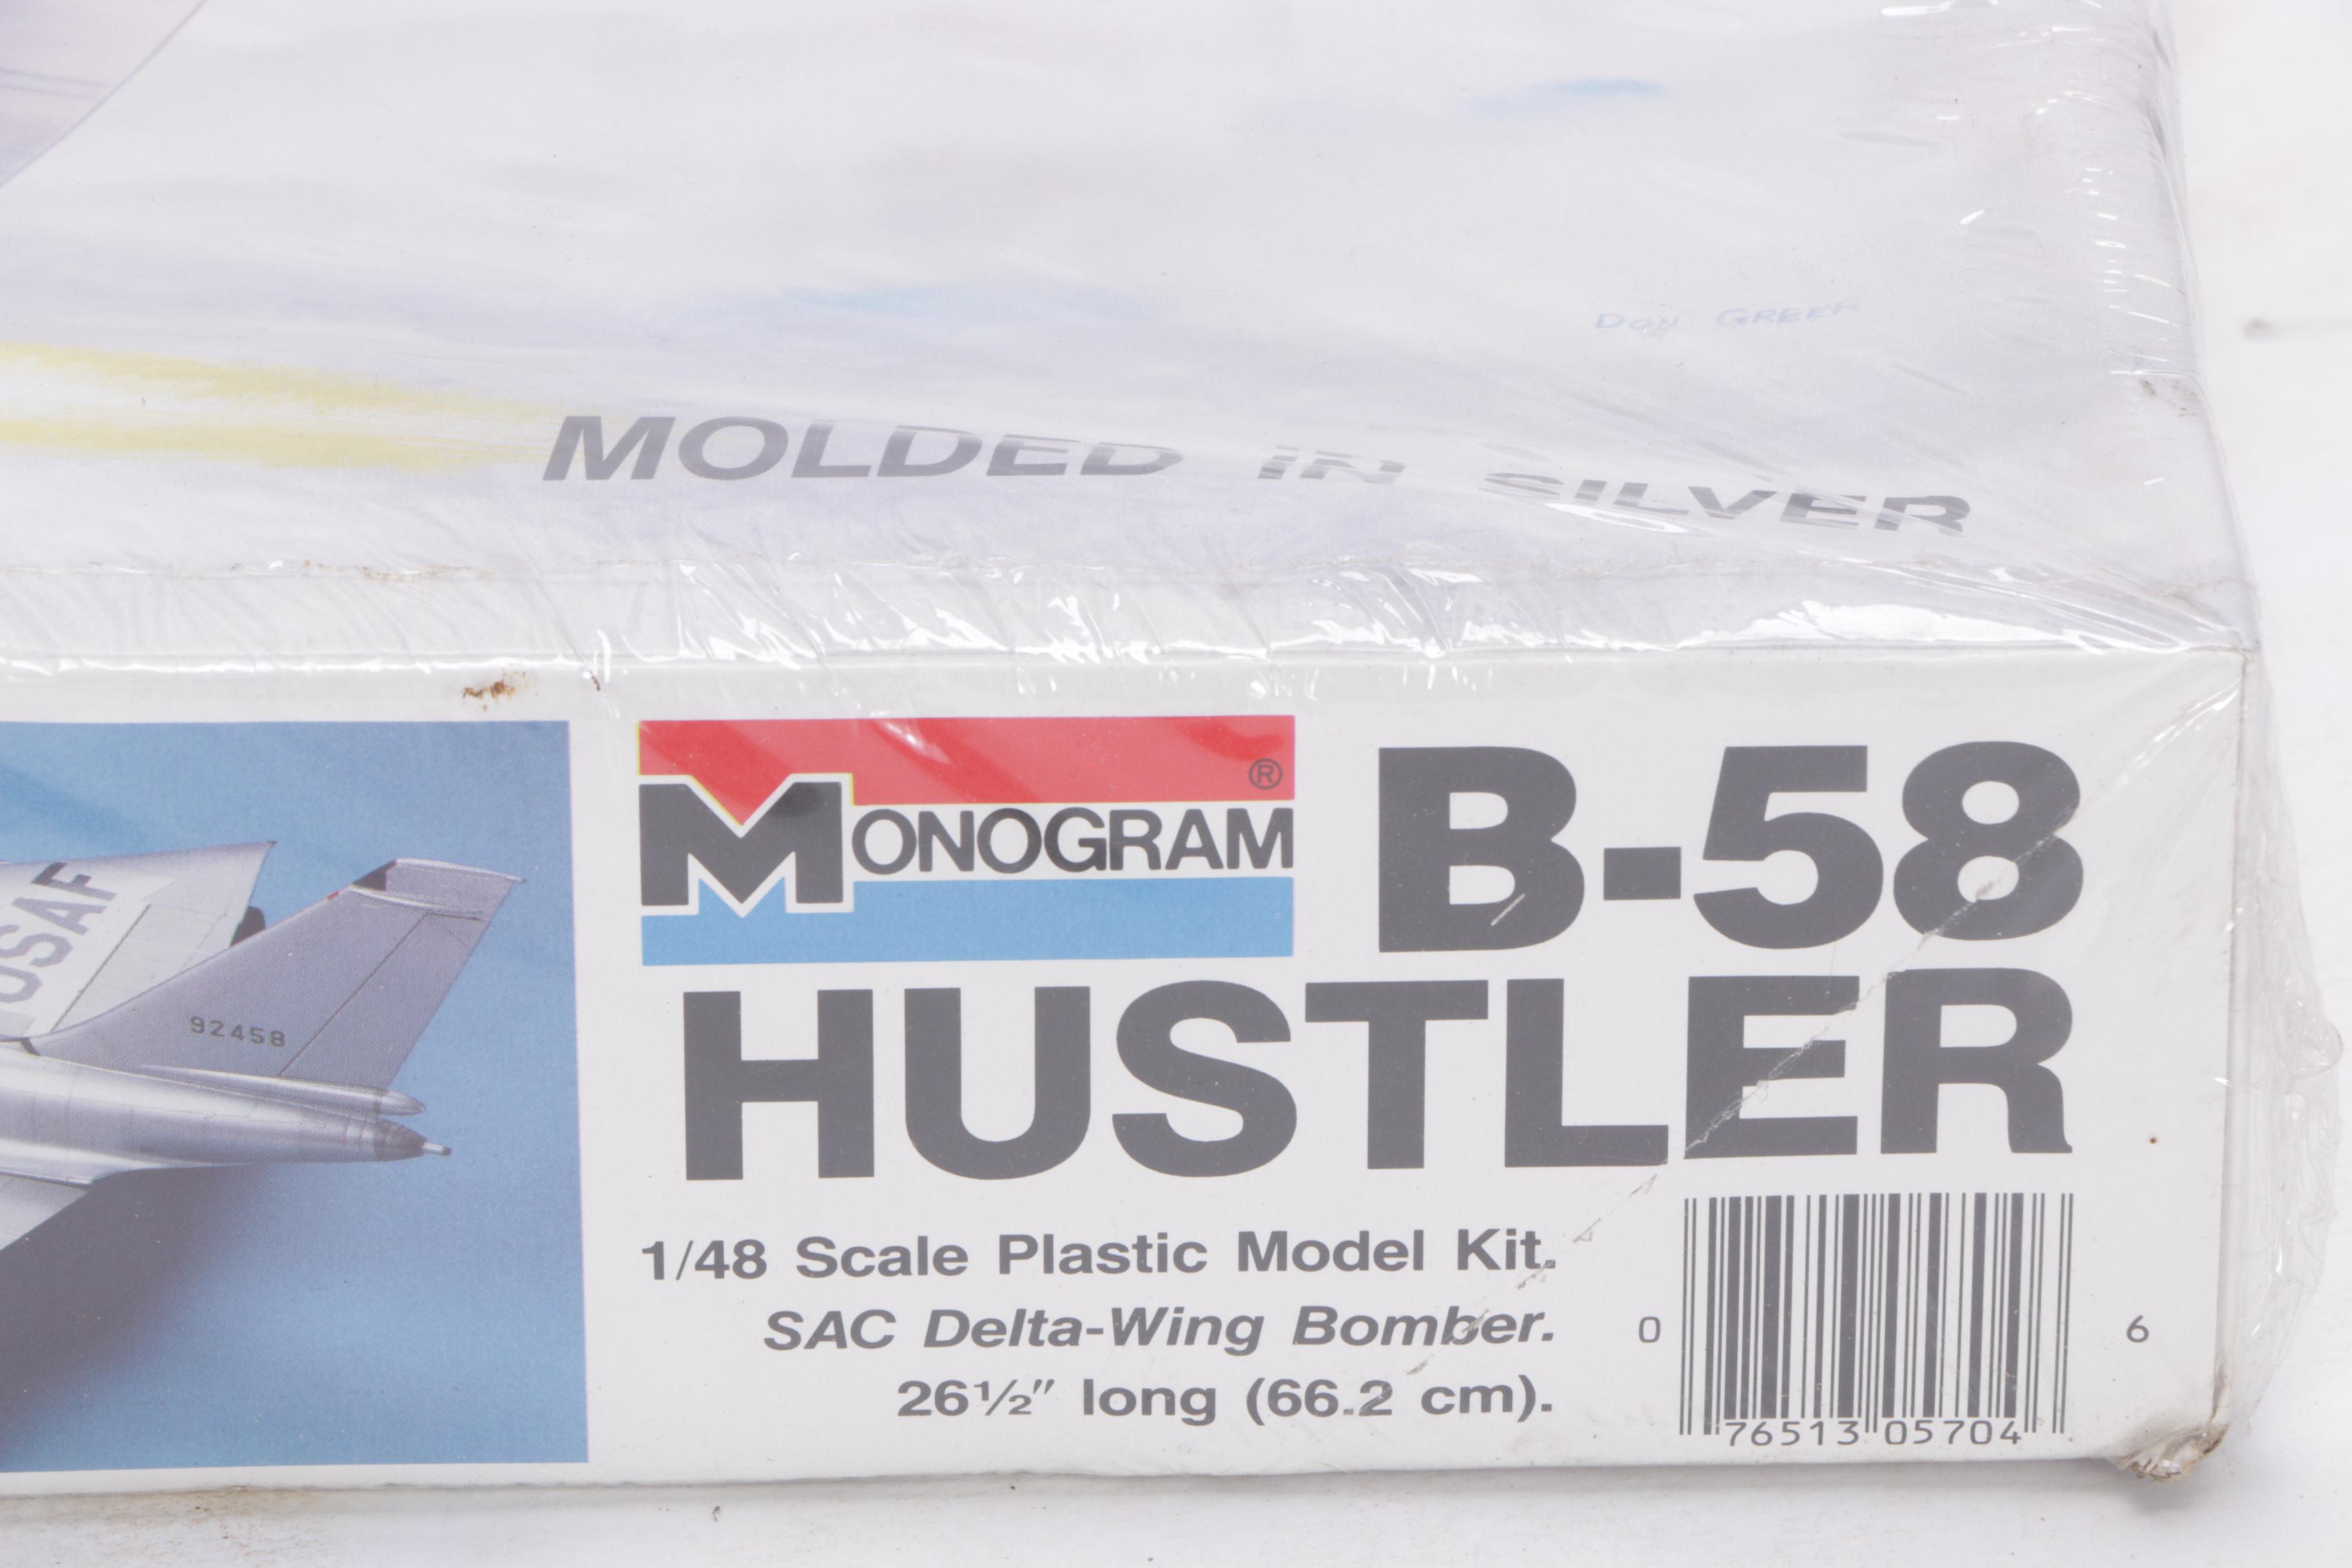 DON GREER
MOLDED IN SILVER
MONOGRAM®
B-58
HUSTLER
USAF
92458
1/48 Scale Plastic Model Kit.
SAC Delta-Wing Bomber.
26½" long (66.2 cm).
0 76513 05704 6